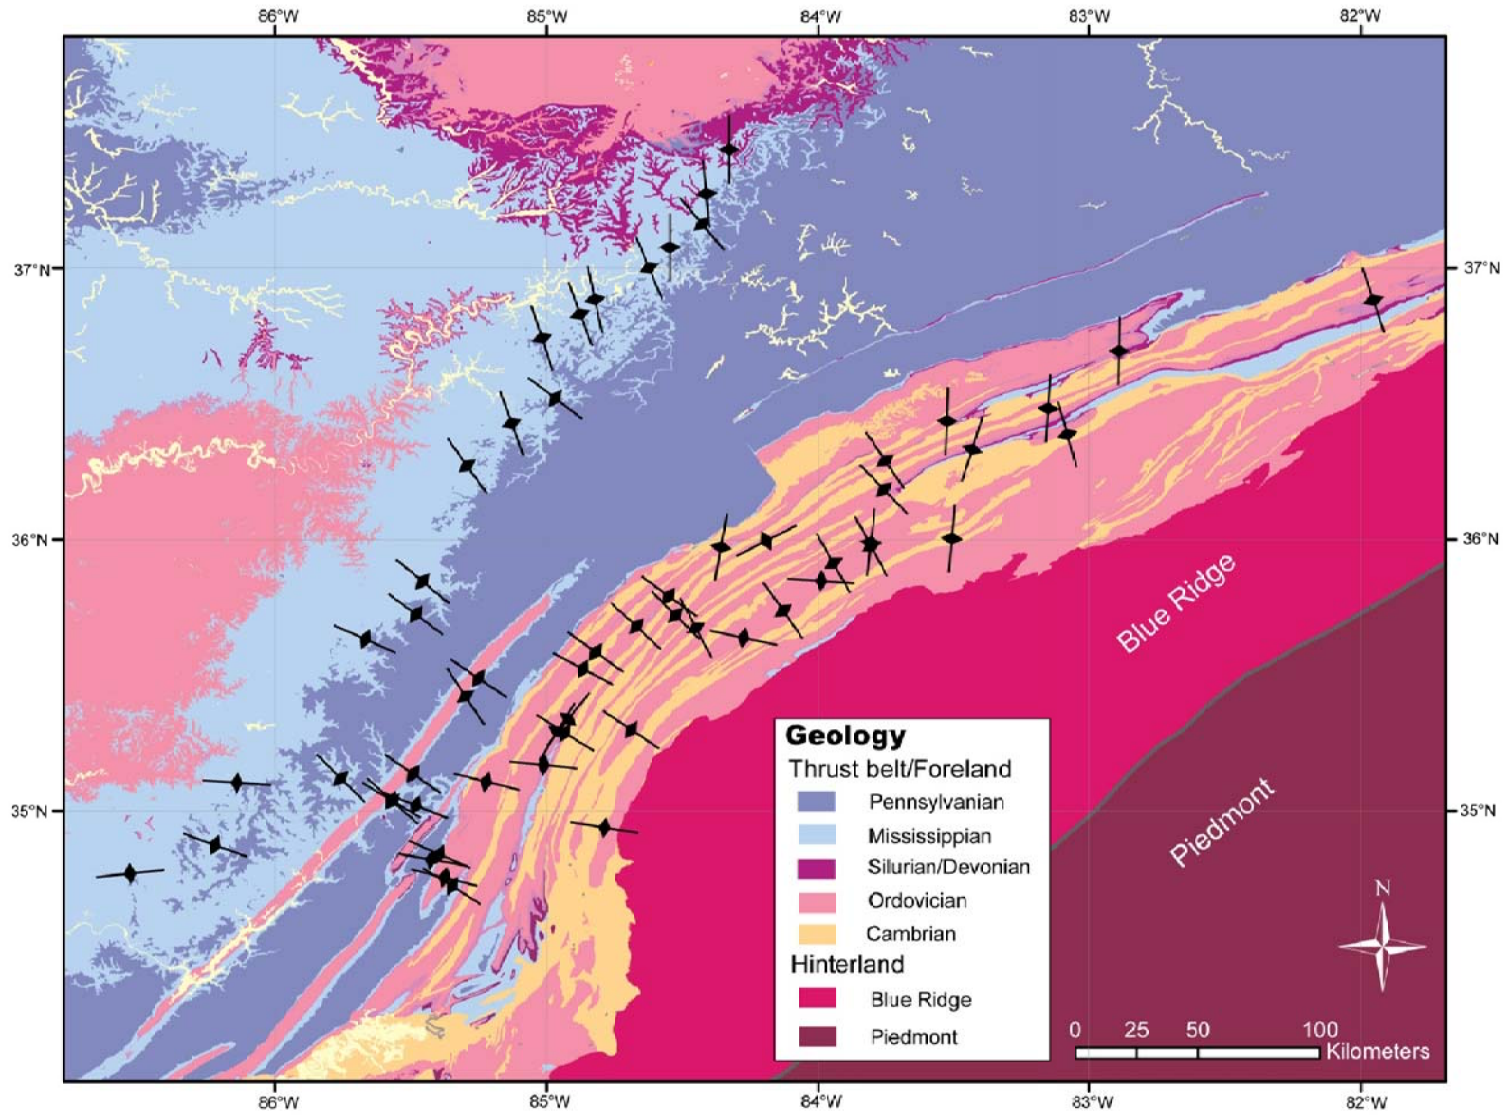 86°W 85°W 84°W 83°W 82°W
37°N 37°N
36°N 36°N
Blue Ridge
Piedmont
35°N 35°N
Geology
Thrust belt/Foreland
Pennsylvanian
Mississippian
Silurian/Devonian
Ordovician
Cambrian
Hinterland
Blue Ridge
Piedmont
N
0 25 50 100
Kilometers
86°W 85°W 84°W 83°W 82°W